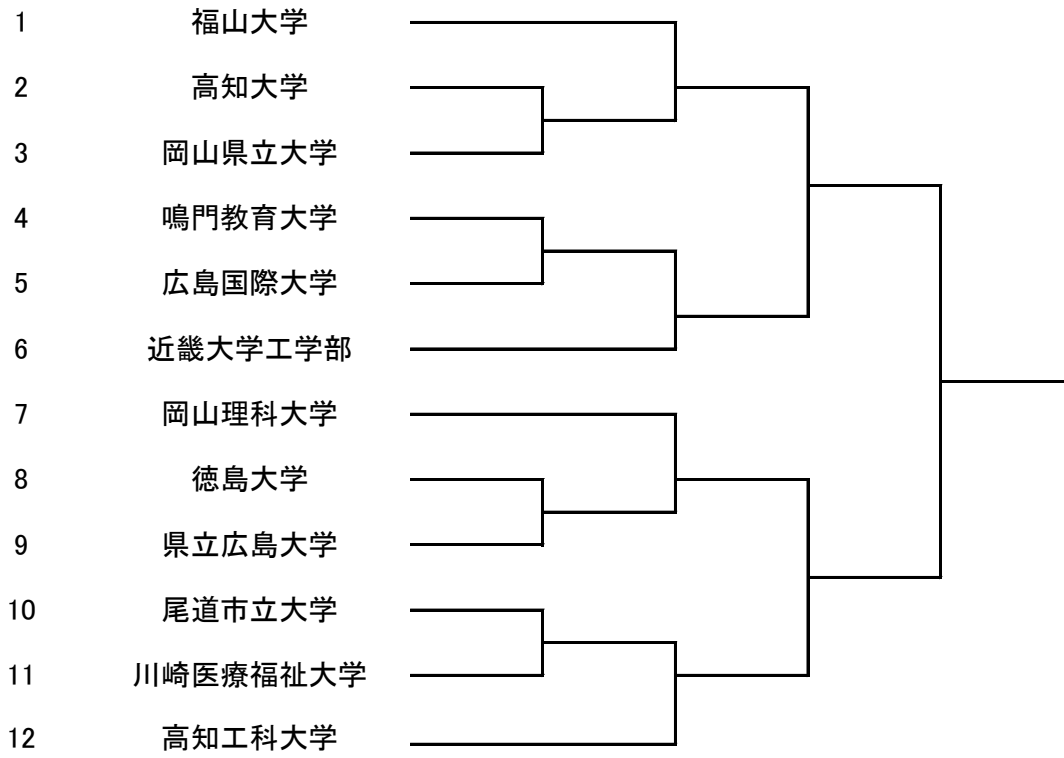 1 福山大学
2 高知大学
3 岡山県立大学
4 鳴門教育大学
5 広島国際大学
6 近畿大学工学部
7 岡山理科大学
8 徳島大学
9 県立広島大学
10 尾道市立大学
11 川崎医療福祉大学
12 高知工科大学